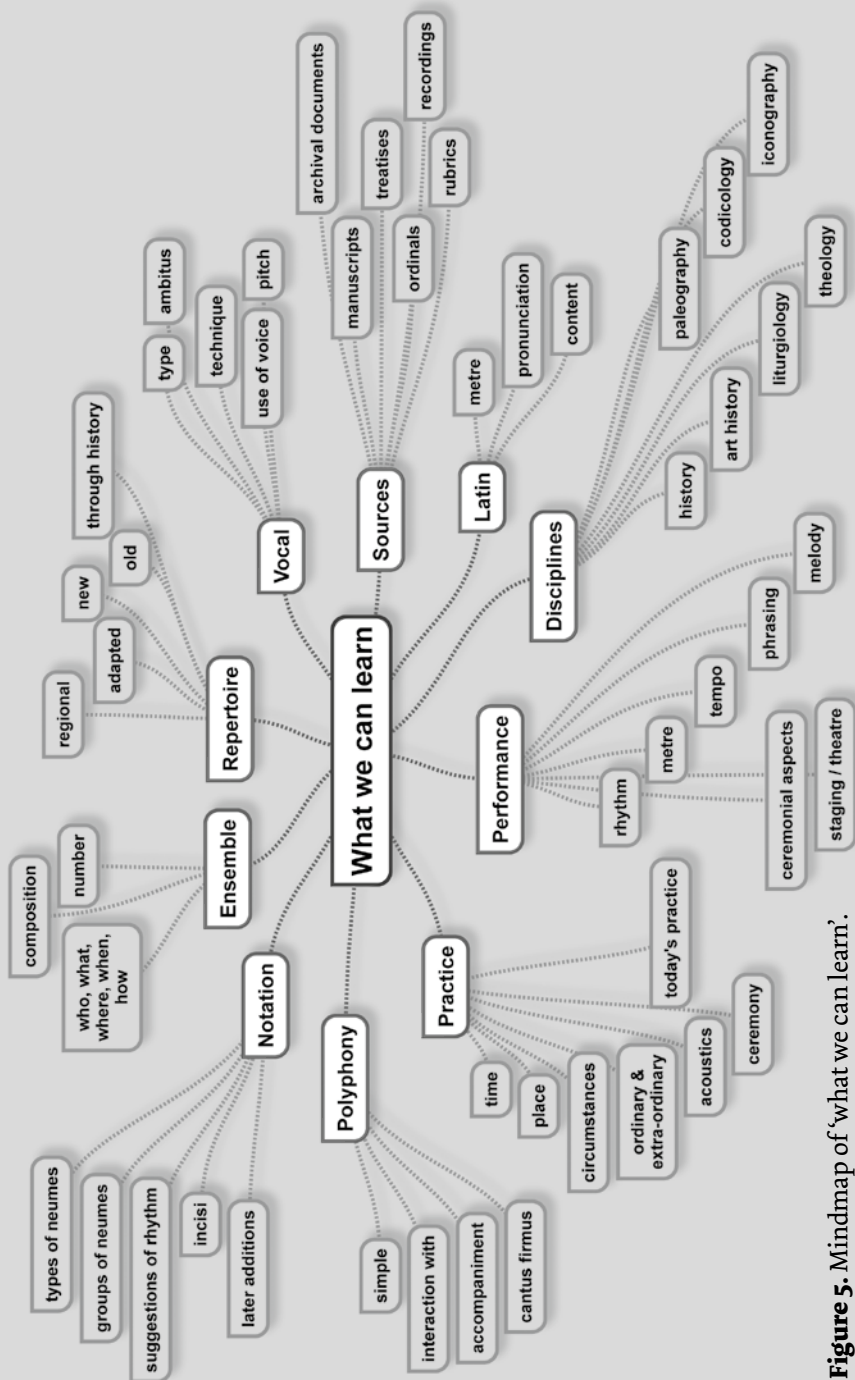 What we can learn
Repertoire
regional
adapted
new
old
through history
Vocal
type
ambitus
technique
use of voice
pitch
Sources
archival documents
manuscripts
treatises
ordinals
recordings
rubrics
Latin
metre
pronunciation
content
Disciplines
paleography
codicology
iconography
theology
liturgiology
art history
history
Performance
melody
phrasing
tempo
metre
rhythm
ceremonial aspects
staging / theatre
Practice
today's practice
ceremony
acoustics
ordinary &
extra-ordinary
circumstances
place
time
Polyphony
simple
interaction with
accompaniment
cantus firmus
Notation
types of neumes
groups of neumes
suggestions of rhythm
incisi
later additions
Ensemble
who, what,
where, when,
how
composition
number
Figure 5. Mindmap of ‘what we can learn’.